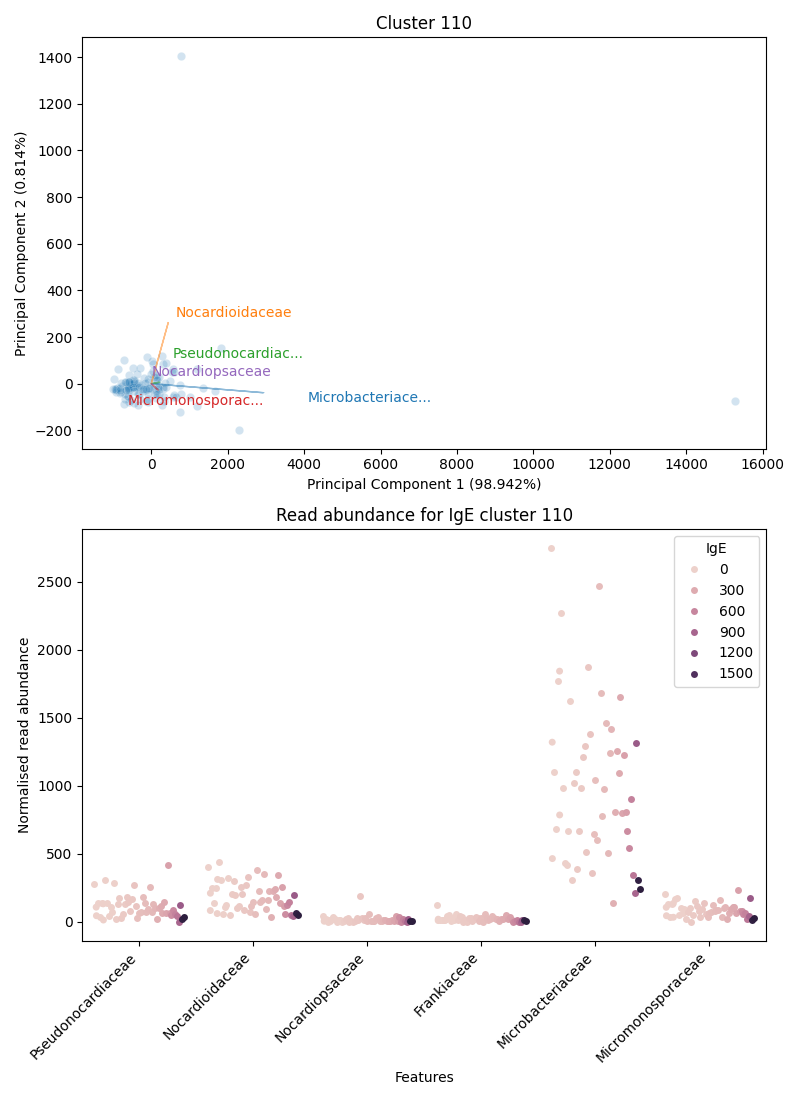 Cluster 110
1400
1200
1000
800
600
400
200
0
−200
Principal Component 2 (0.814%)
Nocardioidaceae
Pseudonocardiac...
Nocardiopsaceae
Micromonosporac...
Microbacteriace...
0 2000 4000 6000 8000 10000 12000 14000 16000
Principal Component 1 (98.942%)
Read abundance for IgE cluster 110
2500
2000
1500
1000
500
0
Normalised read abundance
IgE
0
300
600
900
1200
1500
Pseudonocardiaceae
Nocardioidaceae
Nocardiopsaceae
Frankiaceae
Microbacteriaceae
Micromonosporaceae
Features